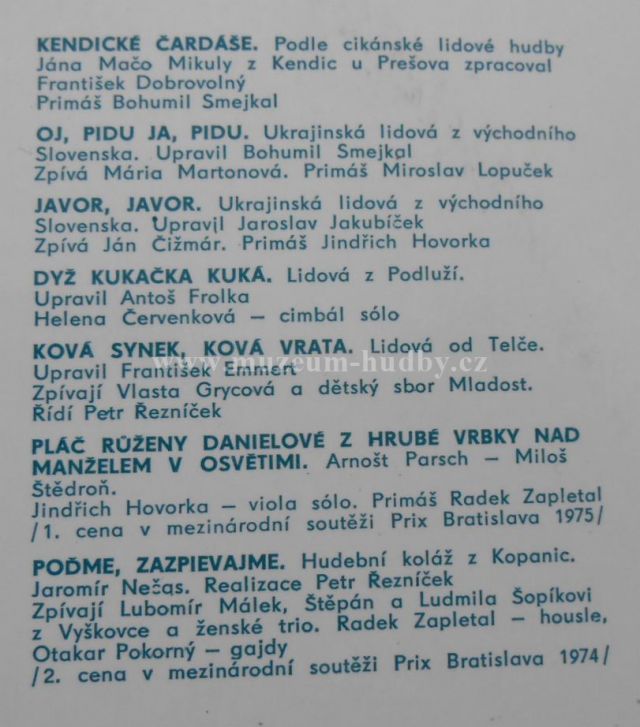 KENDICKÉ ČARDÁŠE. Podle cikánské lidové hudby
Jána Mačo Mikuly z Kendic u Prešova zpracoval
František Dobrovolný
Primáš Bohumil Smejkal
OJ, PIDU JA, PIDU. Ukrajinská lidová z východního
Slovenska. Upravil Bohumil Smejkal
Zpívá Mária Martonová. Primáš Miroslav Lopuček
JAVOR, JAVOR. Ukrajinská lidová z východního
Slovenska. Upravil Jaroslav Jakubíček
Zpívá Ján Čižmár. Primáš Jindřich Hovorka
DYŽ KUKAČKA KUKÁ. Lidová z Podluží.
Upravil Antoš Frolka
Helena Červenková — cimbál sólo
KOVÁ SYNEK, KOVÁ VRATA. Lidová od Telče.
www.muzeum-hudby.cz
Upravil František Emmert
Zpívají Vlasta Grycová a dětský sbor Mladost.
Řídí Petr Řezníček
PLÁČ RŮŽENY DANIELOVÉ Z HRUBÉ VRBKY NAD
MANŽELEM V OSVĚTIMI. Arnošt Parsch — Miloš
Štědroň.
Jindřich Hovorka — viola sólo. Primáš Radek Zapletal
/1. cena v mezinárodní soutěži Prix Bratislava 1975/
POĎME, ZAZPIEVAJME. Hudební koláž z Kopanic.
Jaromír Nečas. Realizace Petr Řezníček
Zpívají Lubomír Málek, Štěpán a Ludmila Šopíkovi
z Vyškovce a ženské trio. Radek Zapletal — housle,
Otakar Pokorný — gajdy
/2. cena v mezinárodní soutěži Prix Bratislava 1974/